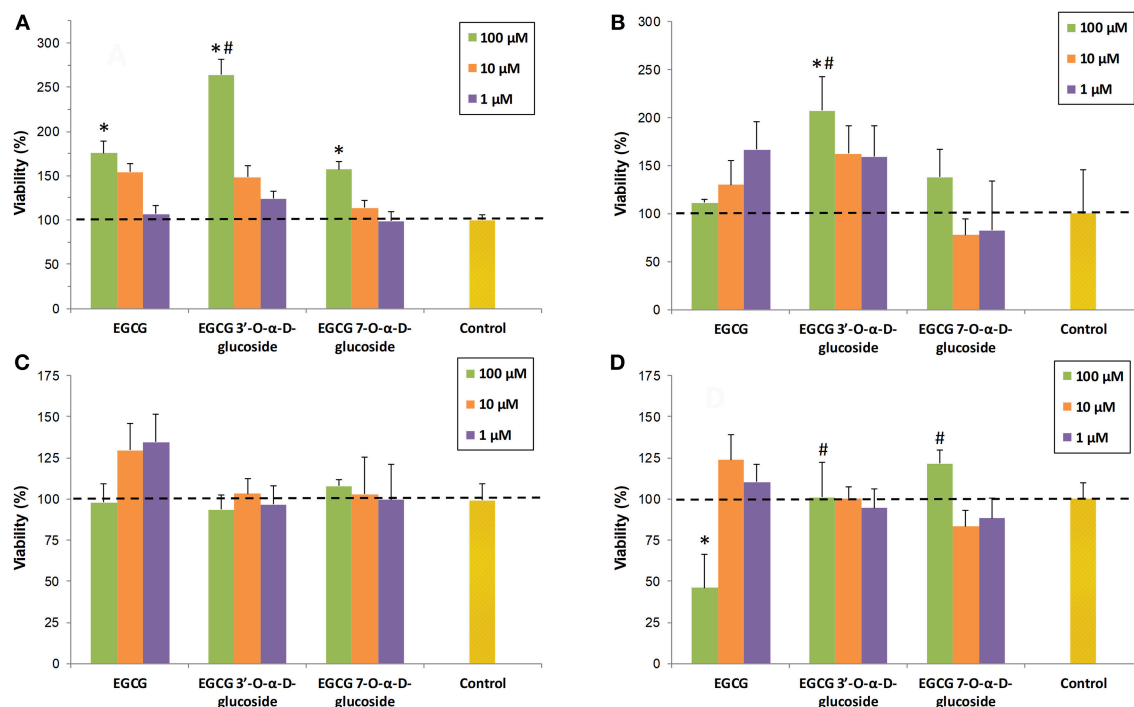 A
Viability (%)
300
250
200
150
100
50
0
*
*#
*
100 µM
10 µM
1 µM
EGCG
EGCG 3’-O-α-D-
glucoside
EGCG 7-O-α-D-
glucoside
Control
A
B
Viability (%)
300
250
200
150
100
50
0
*#
100 µM
10 µM
1 µM
EGCG
EGCG 3’-O-α-D-
glucoside
EGCG 7-O-α-D-
glucoside
Control
C
Viability (%)
175
150
125
100
75
50
25
0
100 µM
10 µM
1 µM
EGCG
EGCG 3’-O-α-D-
glucoside
EGCG 7-O-α-D-
glucoside
Control
D
Viability (%)
175
150
125
100
75
50
25
0
*
#
#
100 µM
10 µM
1 µM
EGCG
EGCG 3’-O-α-D-
glucoside
EGCG 7-O-α-D-
glucoside
Control
D